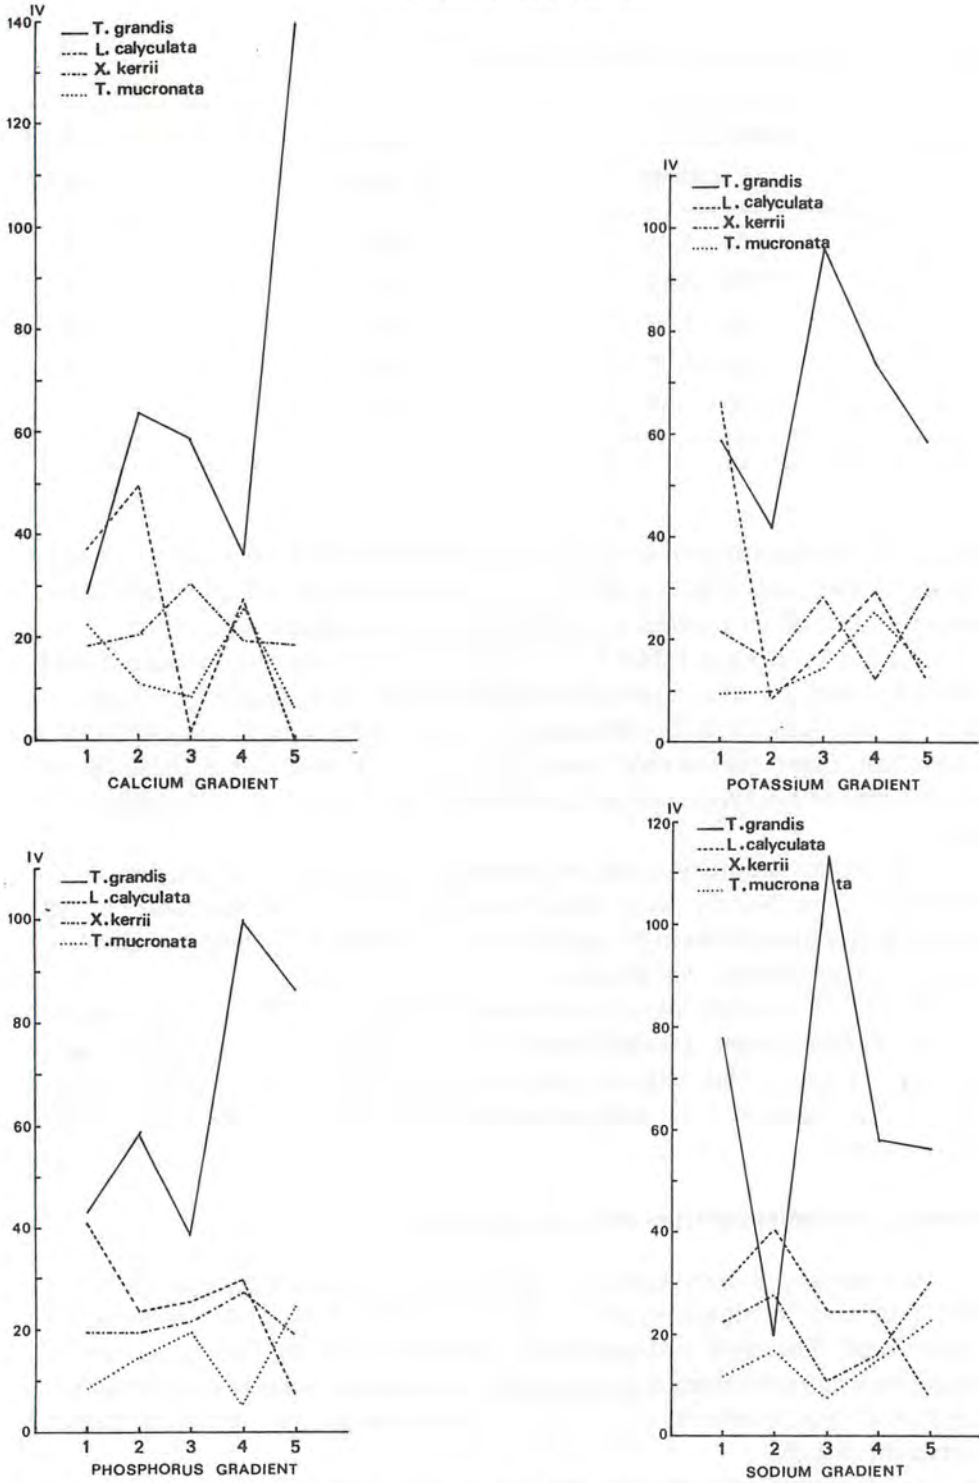 IV
140
120
100
80
60
40
20
0
T. grandis
L. calyculata
X. kerrii
T. mucronata
1 2 3 4 5
CALCIUM GRADIENT
IV
100
80
60
40
20
0
T. grandis
L. calyculata
X. kerrii
T. mucronata
1 2 3 4 5
POTASSIUM GRADIENT
IV
100
80
60
40
20
0
T. grandis
L. calyculata
X. kerrii
T. mucronata
1 2 3 4 5
PHOSPHORUS GRADIENT
120
100
80
60
40
20
0
T. grandis
L. calyculata
X. kerrii
T. mucrona ta
1 2 3 4 5
SODIUM GRADIENT